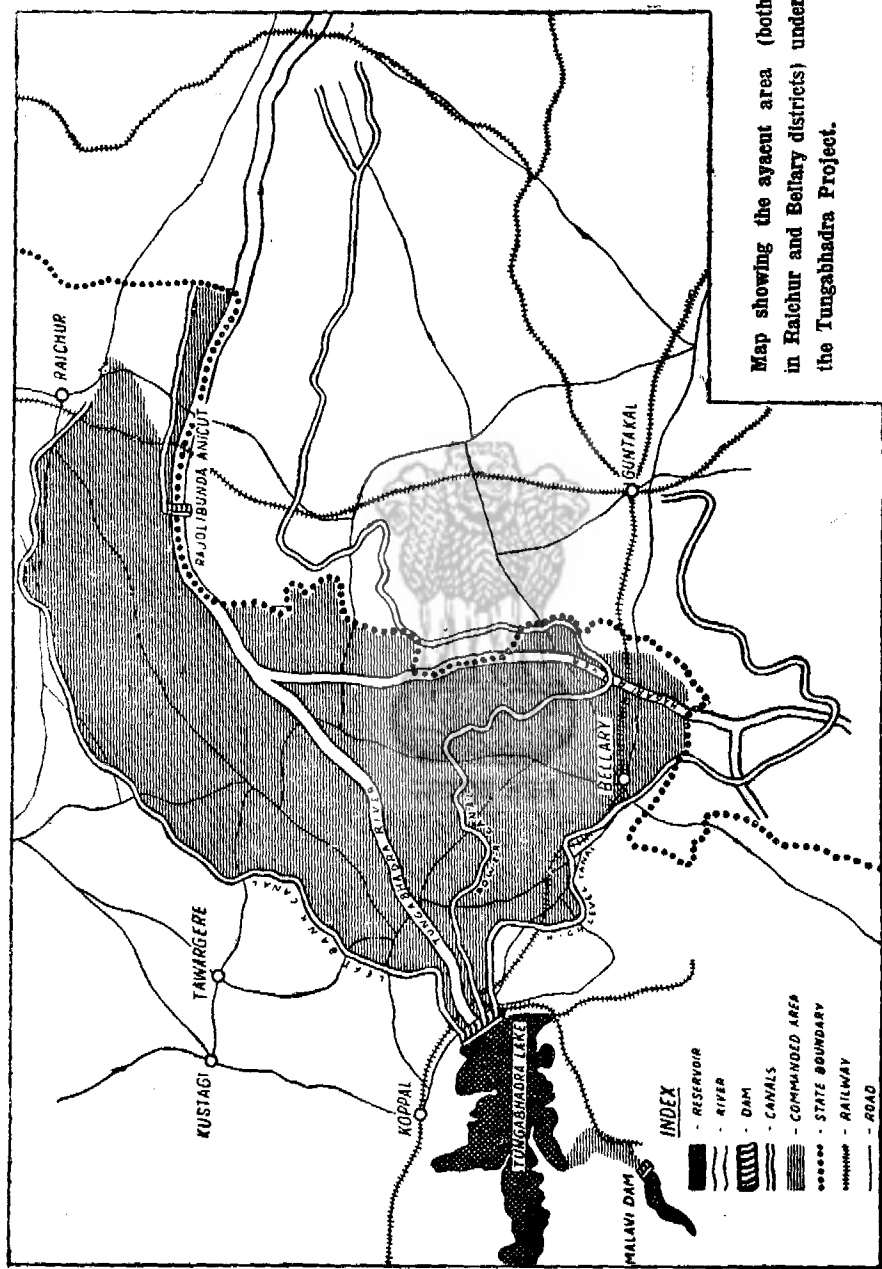 RAICHUR
RAJOLIBUNDA ANICUT
TAWARGERE
KUSTAGI
LEFT BANK CANAL
TUNGABHADRA RIVER
KOPPAL
GUNTAKAL
BELLARY
CANAL
LEVEL CANAL
TUNGABHADRA LAKE
MALAVI DAM
INDEX
- RESERVOIR
- RIVER
- DAM
- CANALS
- COMMANDED AREA
- STATE BOUNDARY
- RAILWAY
- ROAD
Map showing the ayacut area (both
in Raichur and Bellary districts) under
the Tungabhadra Project.